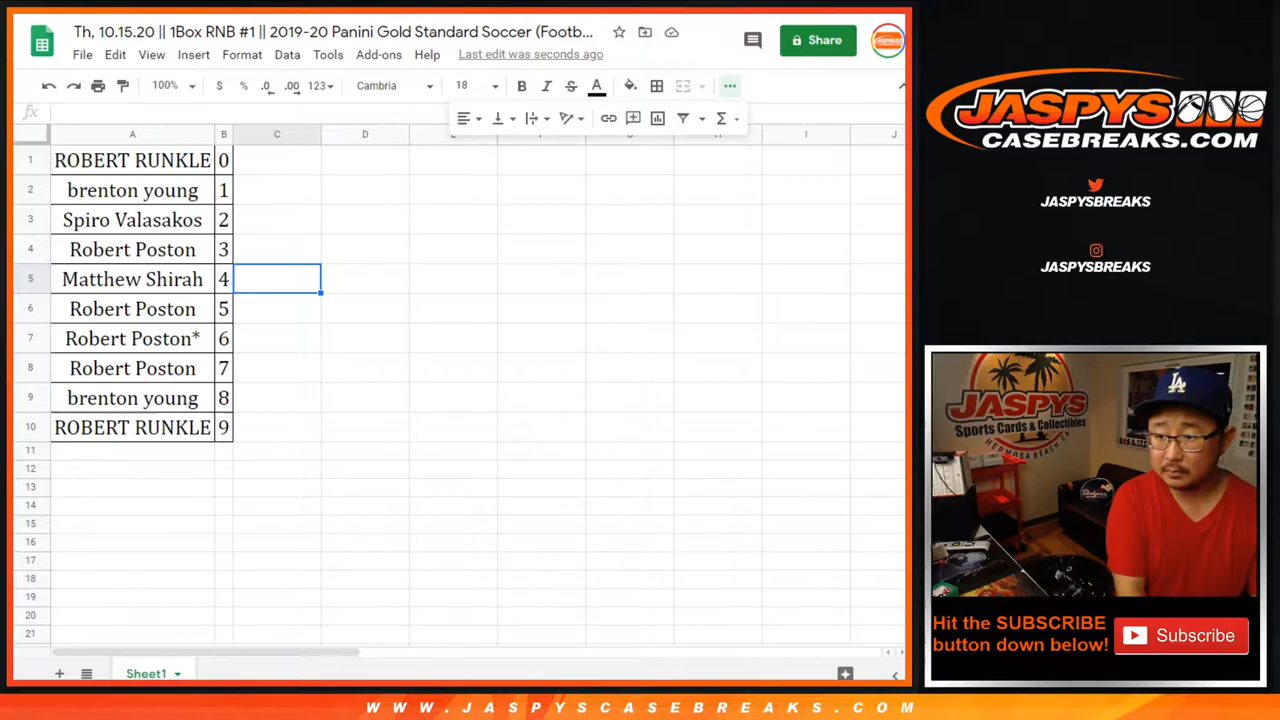 Th, 10.15.20 || 1Box RNB #1 || 2019-20 Panini Gold Standard Soccer (Footb...
File Edit View Insert Format Data Tools Add-ons Help Last edit was seconds ago
Share
100% $ % .0 .00 123 Cambria 18 B I S A
fx
A B C D E F G H I J
1 ROBERT RUNKLE 0
2 brenton young 1
3 Spiro Valasakos 2
4 Robert Poston 3
5 Matthew Shirah 4
6 Robert Poston 5
7 Robert Poston* 6
8 Robert Poston 7
9 brenton young 8
10 ROBERT RUNKLE 9
11
12
13
14
15
16
17
18
19
20
21
Sheet1
JASPYS
CASEBREAKS.COM
JASPYSBREAKS
JASPYSBREAKS
JASPYS
Sports Cards & Collectibles
HERMOSA BEACH, CA
LA
Dodgers
Hit the SUBSCRIBE
button down below!
Subscribe
WWW.JASPYSCASEBREAKS.COM